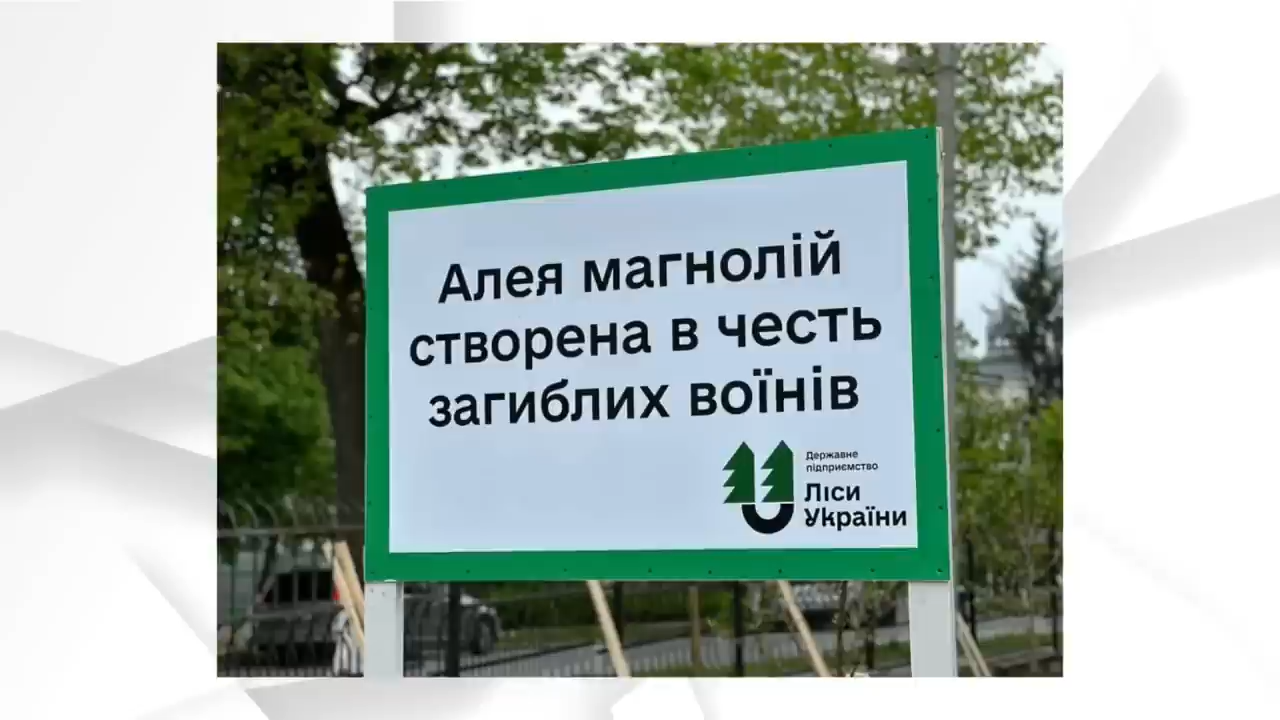 Алея магнолій
створена в честь
загиблих воїнів
Державне
підприємство
Ліси
України